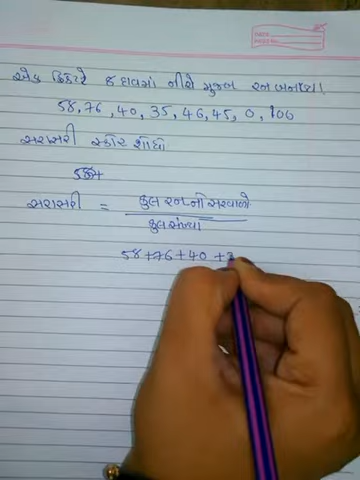 એક ક્રિકેટરે 8 દાવમાં નીચે મુજબ રન બનાવ્યા
58, 76, 40, 35, 46, 45, 0, 100
સરાસરી સ્કોર શોધો
સરાસરી = કુલ રનનો સરવાળો
કુલ સંખ્યા
58+76+40+3